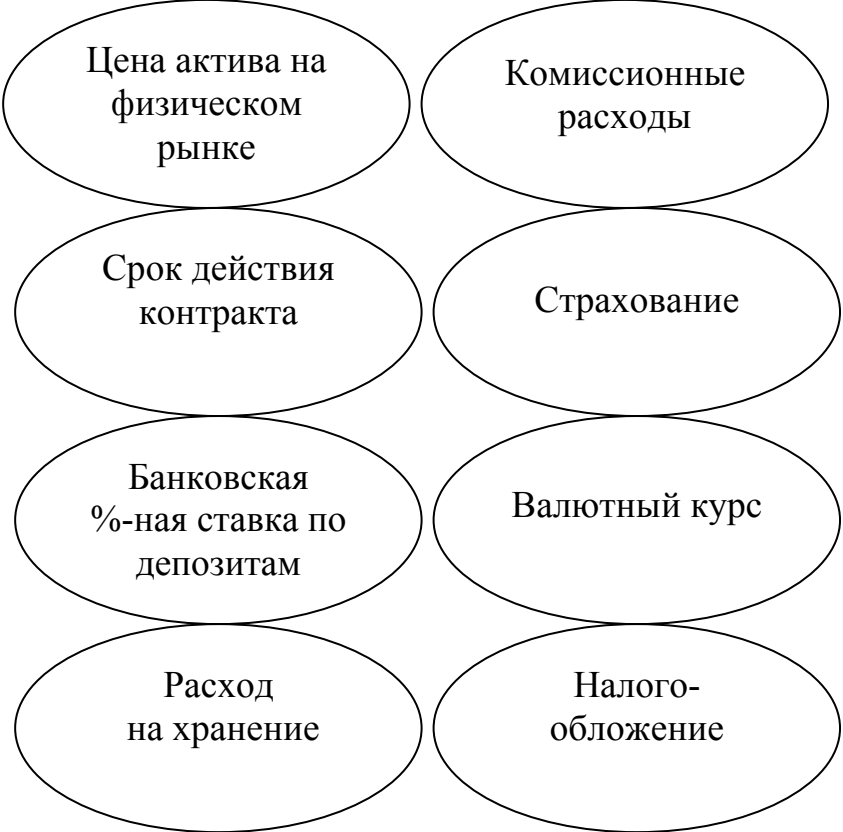 Цена актива на
физическом
рынке
Комиссионные
расходы
Срок действия
контракта
Страхование
Банковская
%-ная ставка по
депозитам
Валютный курс
Расход
на хранение
Налого-
обложение